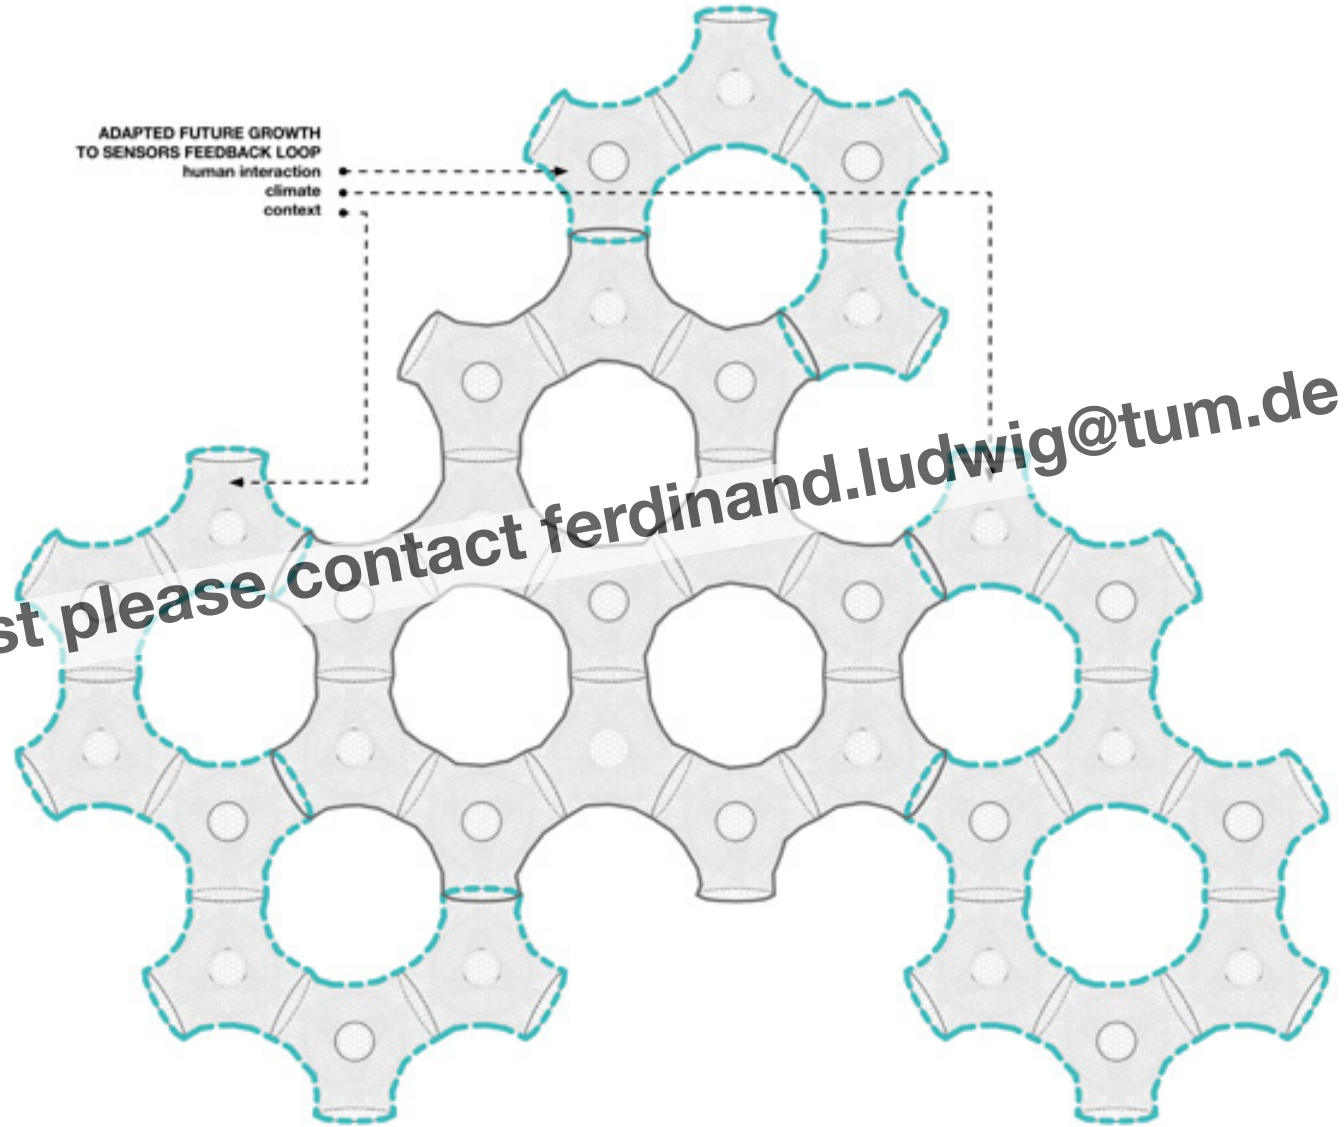 ADAPTED FUTURE GROWTH
TO SENSORS FEEDBACK LOOP
human interaction
climate
context
st please contact ferdinand.ludwig@tum.de